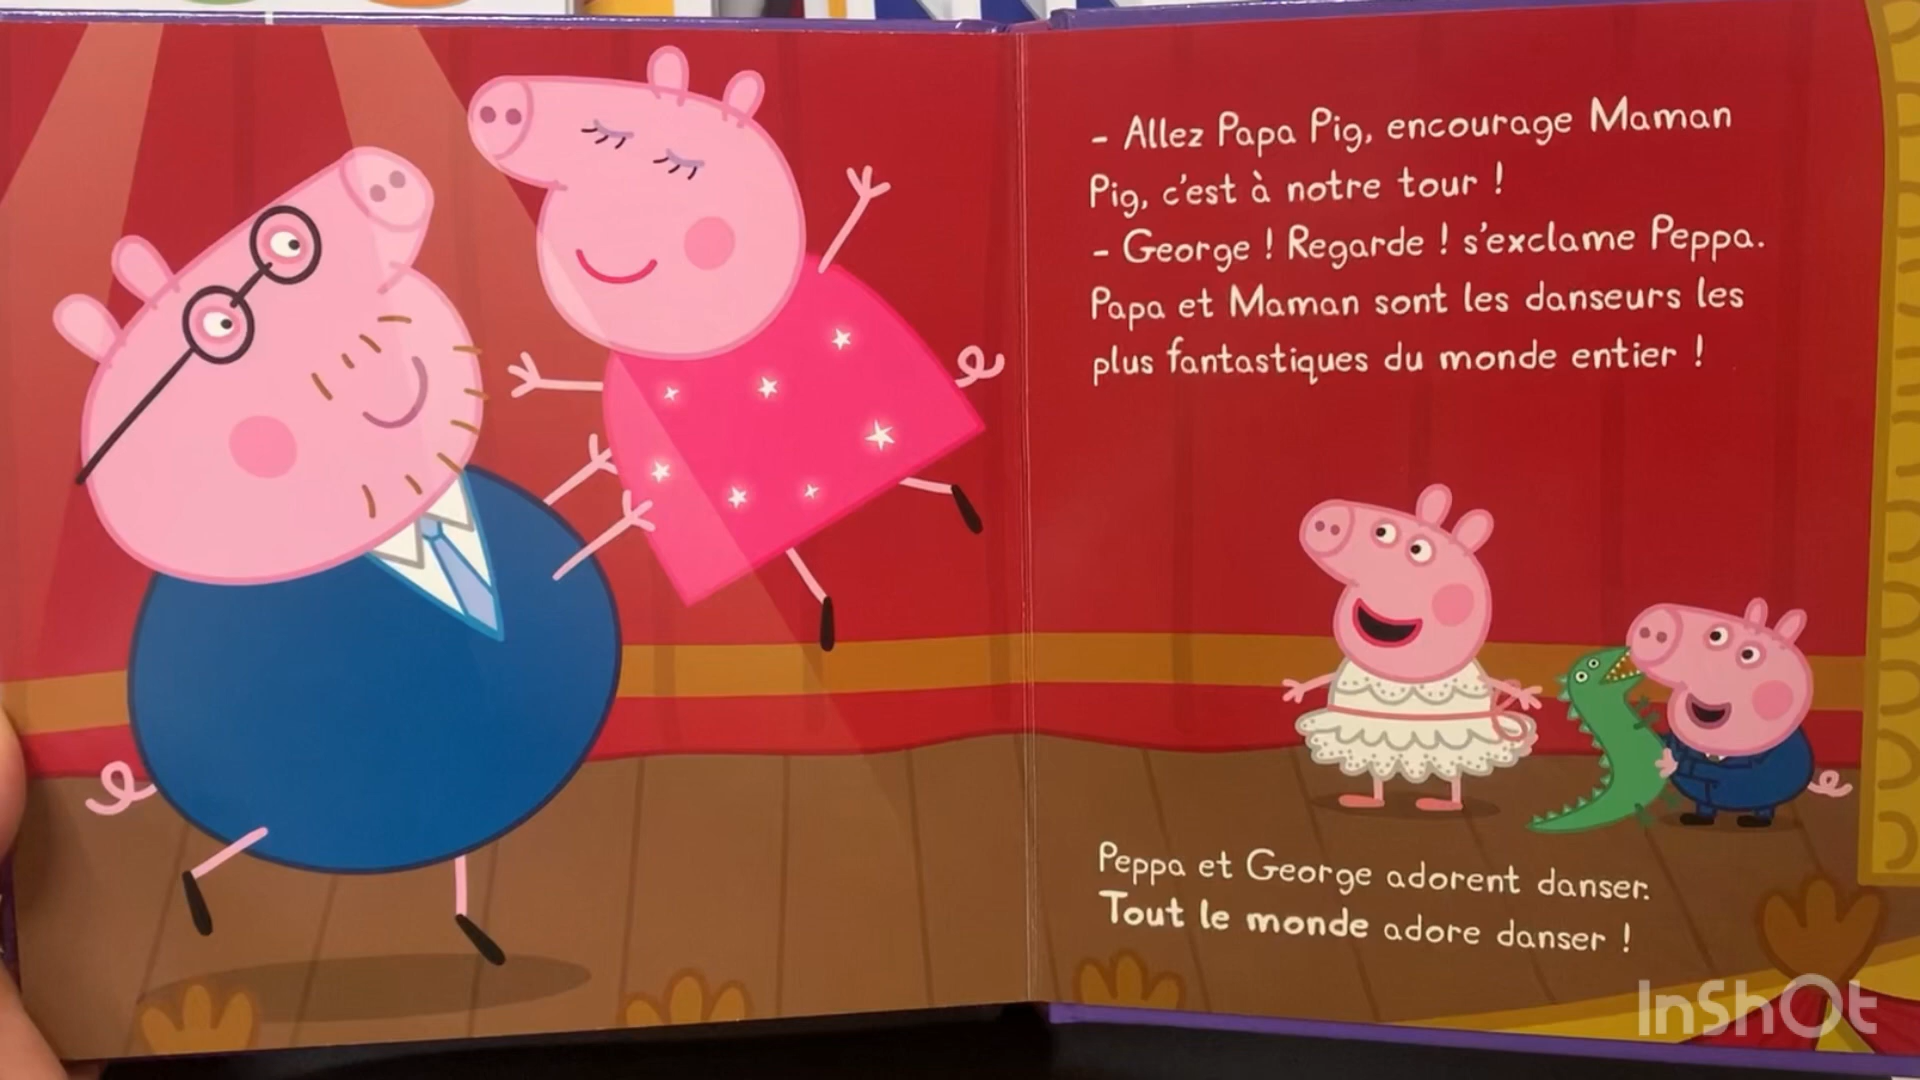 - Allez Papa Pig, encourage Maman
Pig, c'est à notre tour !
- George ! Regarde ! s'exclame Peppa.
Papa et Maman sont les danseurs les
plus fantastiques du monde entier !
Peppa et George adorent danser.
Tout le monde adore danser !
InShOt